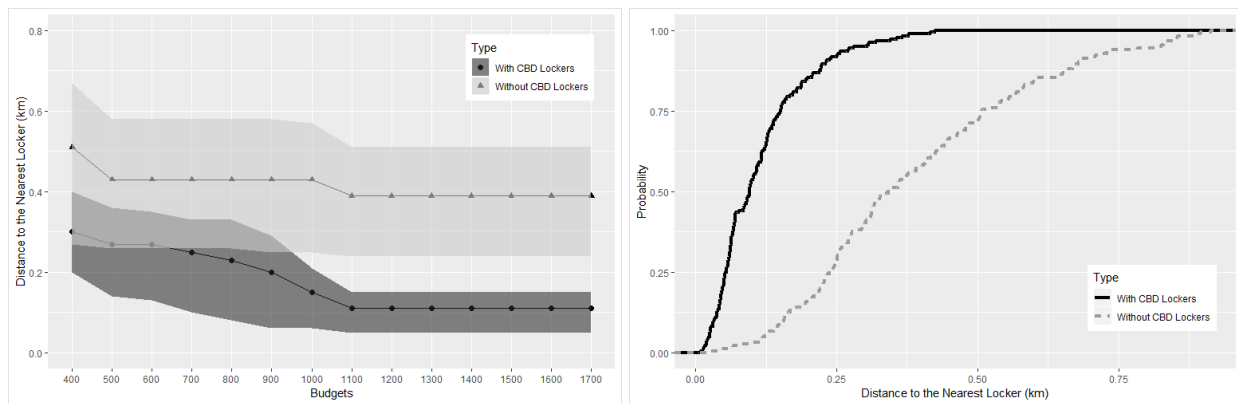 0.8
0.6
0.4
0.2
0.0
Distance to the Nearest Locker (km)
Type
With CBD Lockers
Without CBD Lockers
400 500 600 700 800 900 1000 1100 1200 1300 1400 1500 1600 1700
Budgets
1.00
0.75
0.50
0.25
0.00
Probability
Type
With CBD Lockers
Without CBD Lockers
0.00 0.25 0.50 0.75
Distance to the Nearest Locker (km)